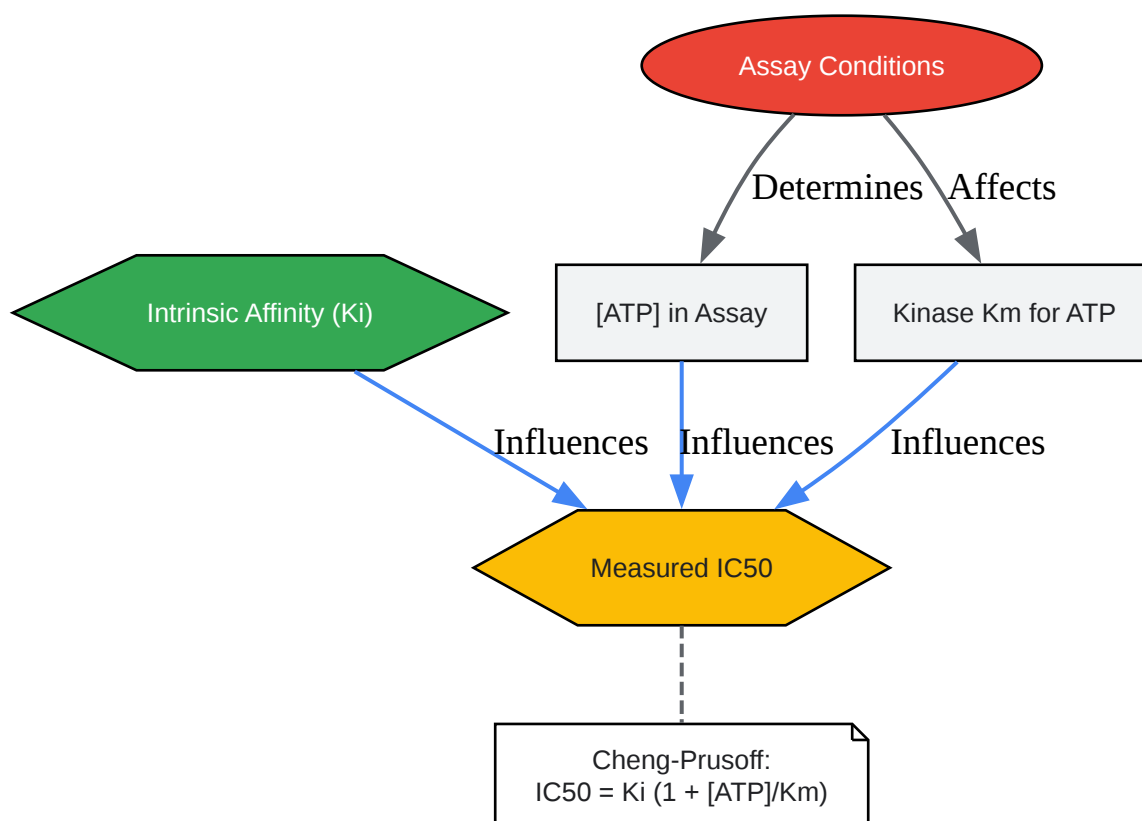 Assay Conditions
Determines
Affects
Intrinsic Affinity (Ki)
[ATP] in Assay
Kinase Km for ATP
Influences
Influences
Influences
Measured IC50
Cheng-Prusoff:
IC50 = Ki (1 + [ATP]/Km)